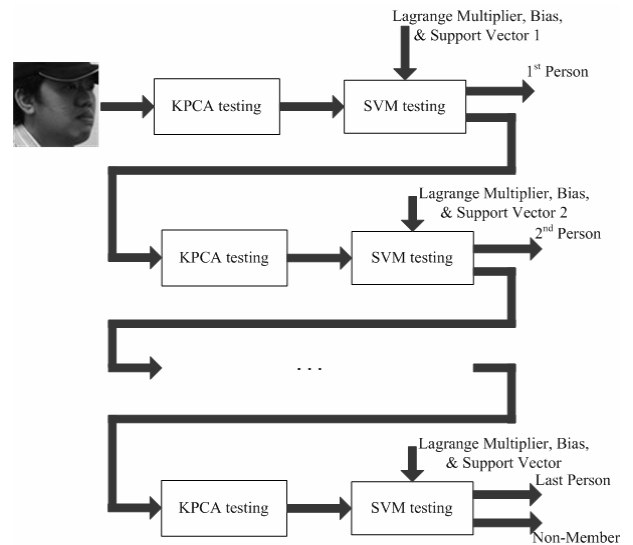 Lagrange Multiplier, Bias,
& Support Vector 1
1st Person
KPCA testing
SVM testing
Lagrange Multiplier, Bias,
& Support Vector 2
2nd Person
KPCA testing
SVM testing
. . .
Lagrange Multiplier, Bias,
& Support Vector
Last Person
KPCA testing
SVM testing
Non-Member